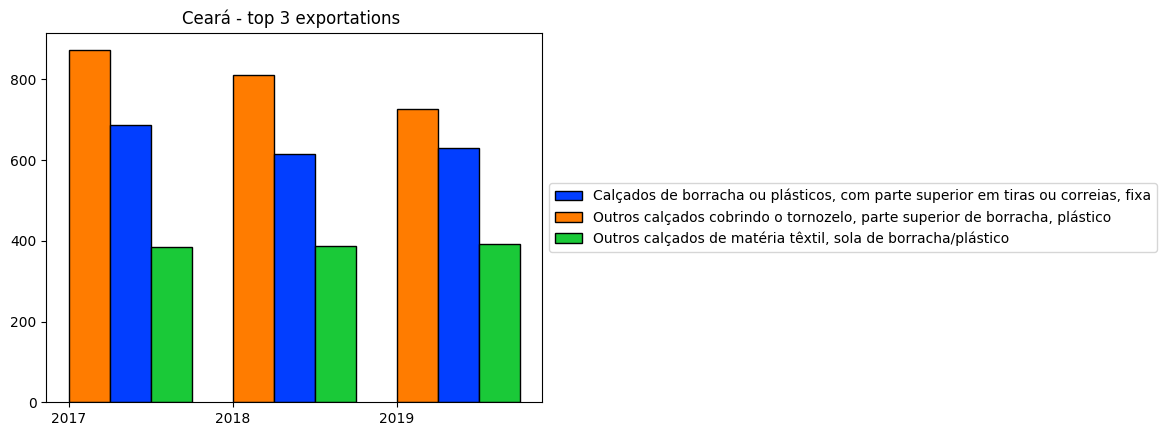 Ceará - top 3 exportations
800
600
400
200
0
2017 2018 2019
Calçados de borracha ou plásticos, com parte superior em tiras ou correias, fixa
Outros calçados cobrindo o tornozelo, parte superior de borracha, plástico
Outros calçados de matéria têxtil, sola de borracha/plástico